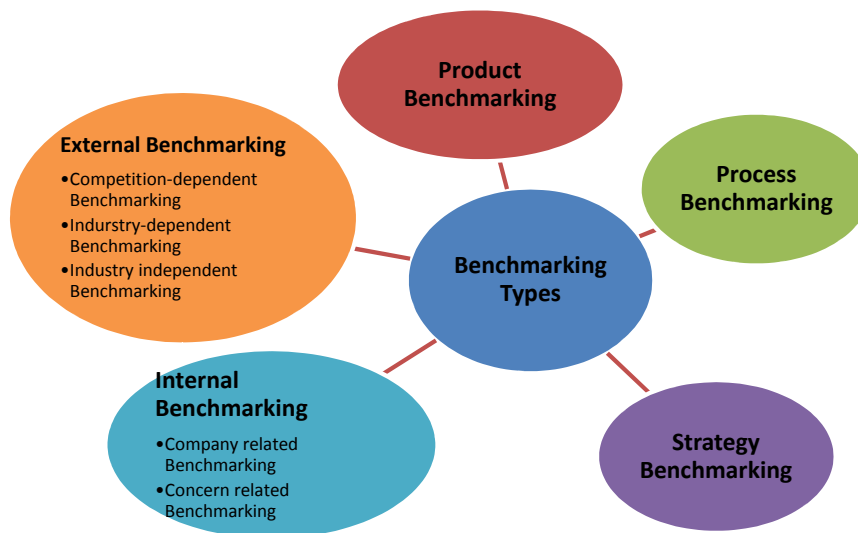 Product
Benchmarking
External Benchmarking
•Competition-dependent
Benchmarking
•Indurstry-dependent
Benchmarking
•Industry independent
Benchmarking
Process
Benchmarking
Benchmarking
Types
Internal
Benchmarking
•Company related
Benchmarking
•Concern related
Benchmarking
Strategy
Benchmarking